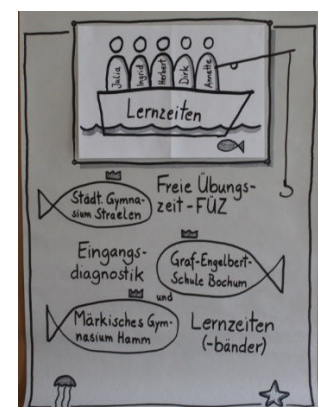 Julia
Ingrid
Herbert
Dirk
Annette
Lernzeiten
Städt. Gymna-
sium Straelen
Freie Übungs-
zeit-FÜZ
Eingangs-
diagnostik
Graf-Engelbert-
Schule Bochum
und
Märkisches Gym-
nasium Hamm
Lernzeiten
(-bänder)